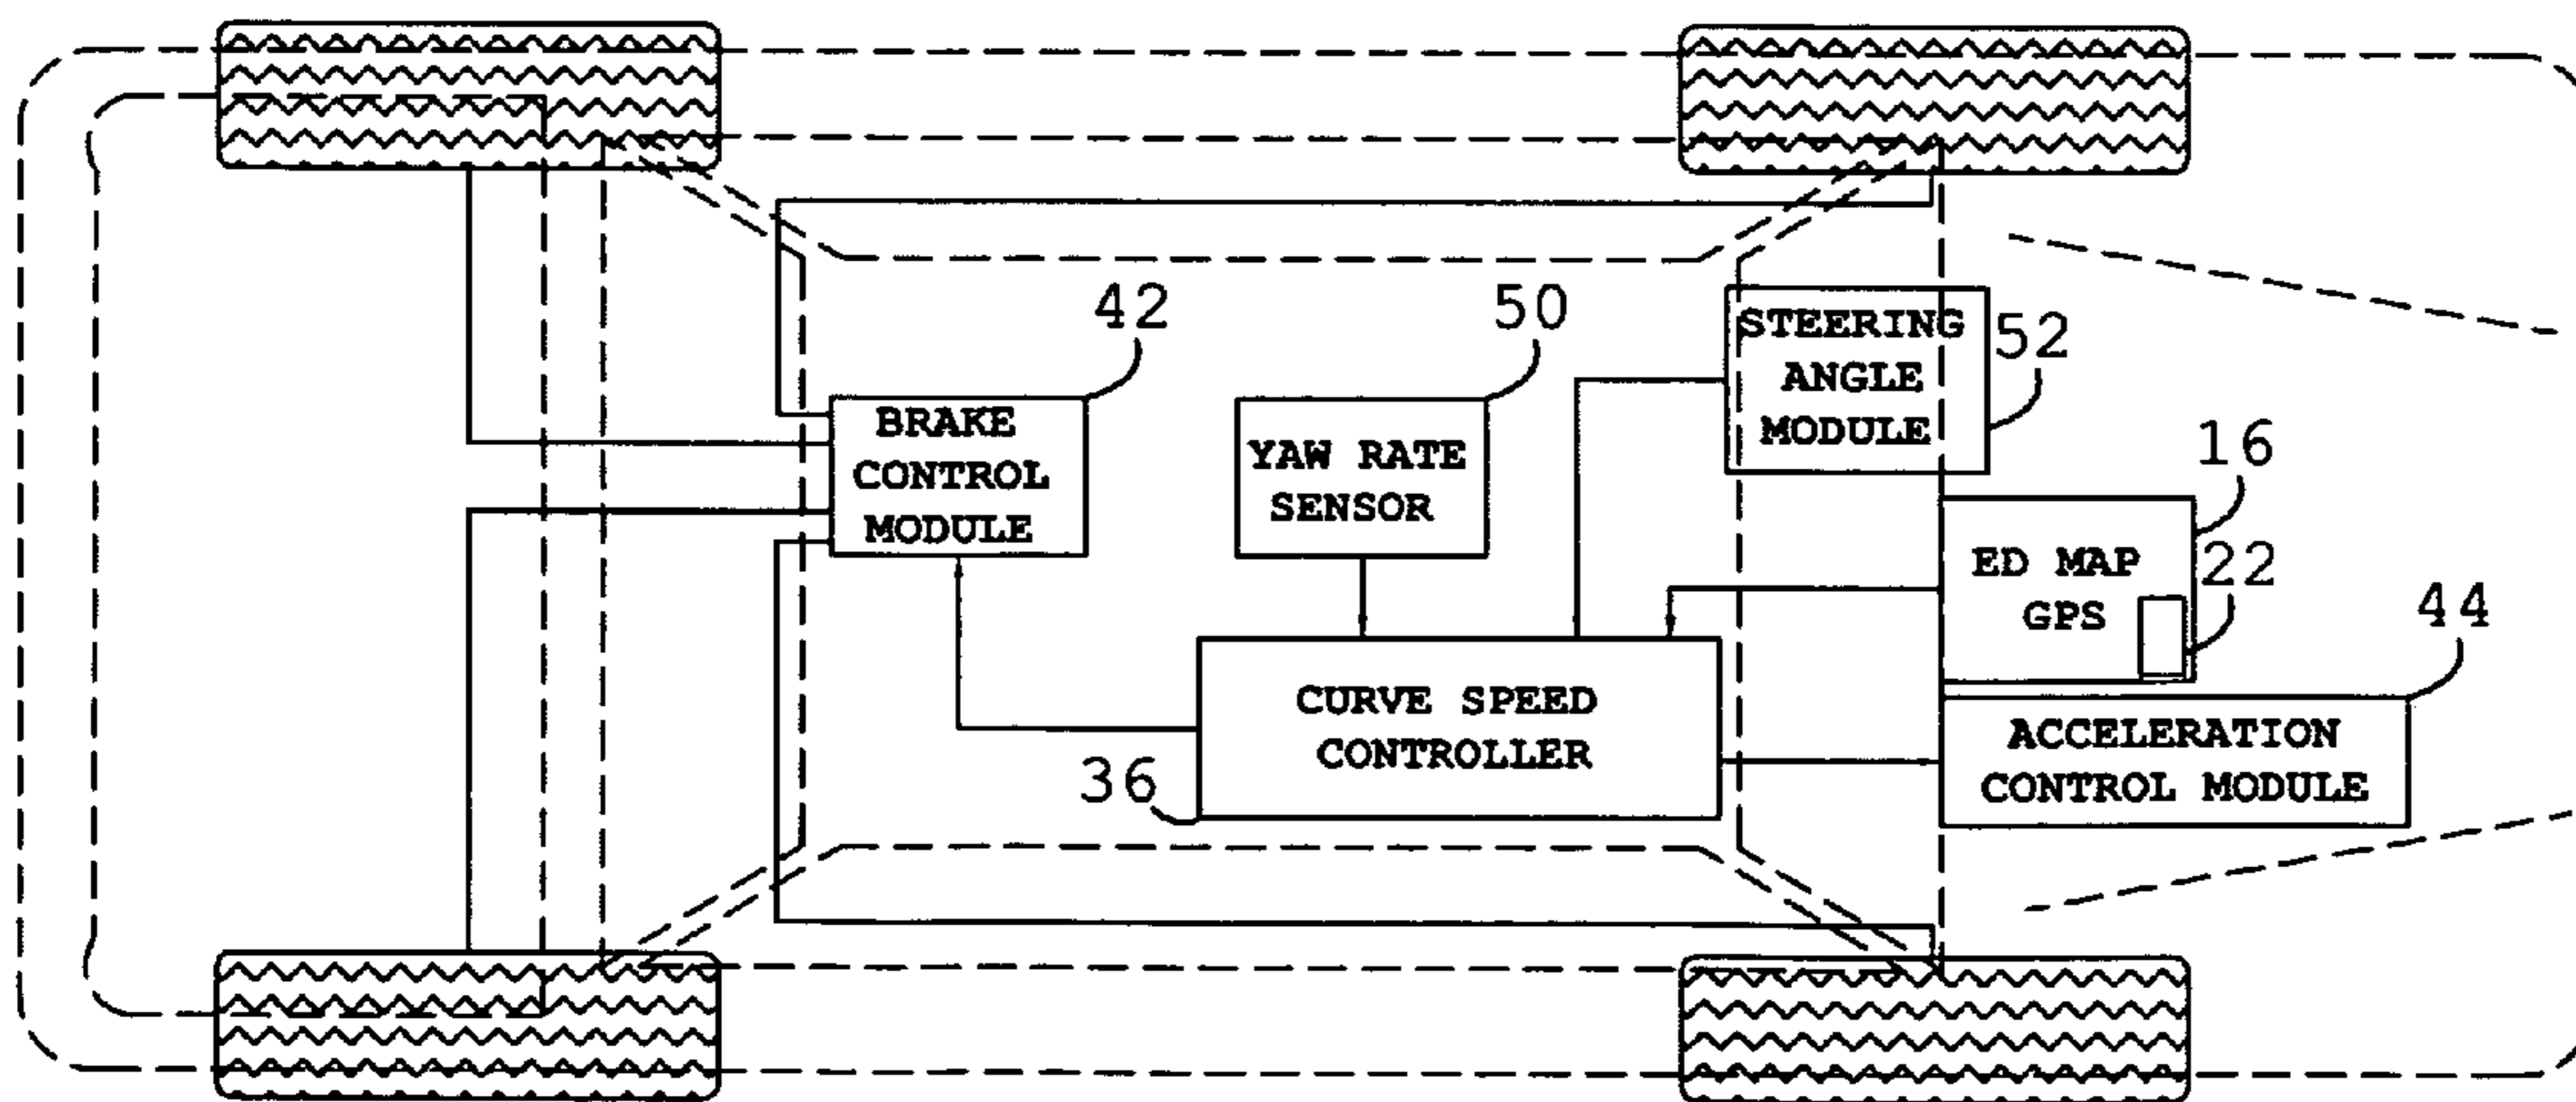 42
BRAKE
CONTROL
MODULE
50
YAW RATE
SENSOR
STEERING
ANGLE
MODULE
52
16
ED MAP
GPS
22
44
CURVE SPEED
CONTROLLER
36
ACCELERATION
CONTROL MODULE